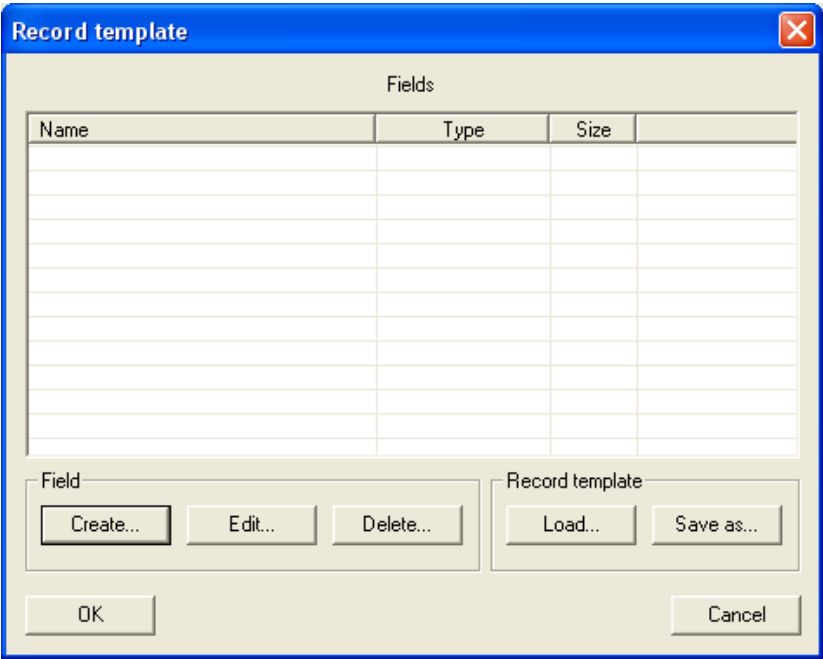 Record template
Fields
Name Type Size
Field
Record template
Create... Edit... Delete... Load... Save as...
OK Cancel